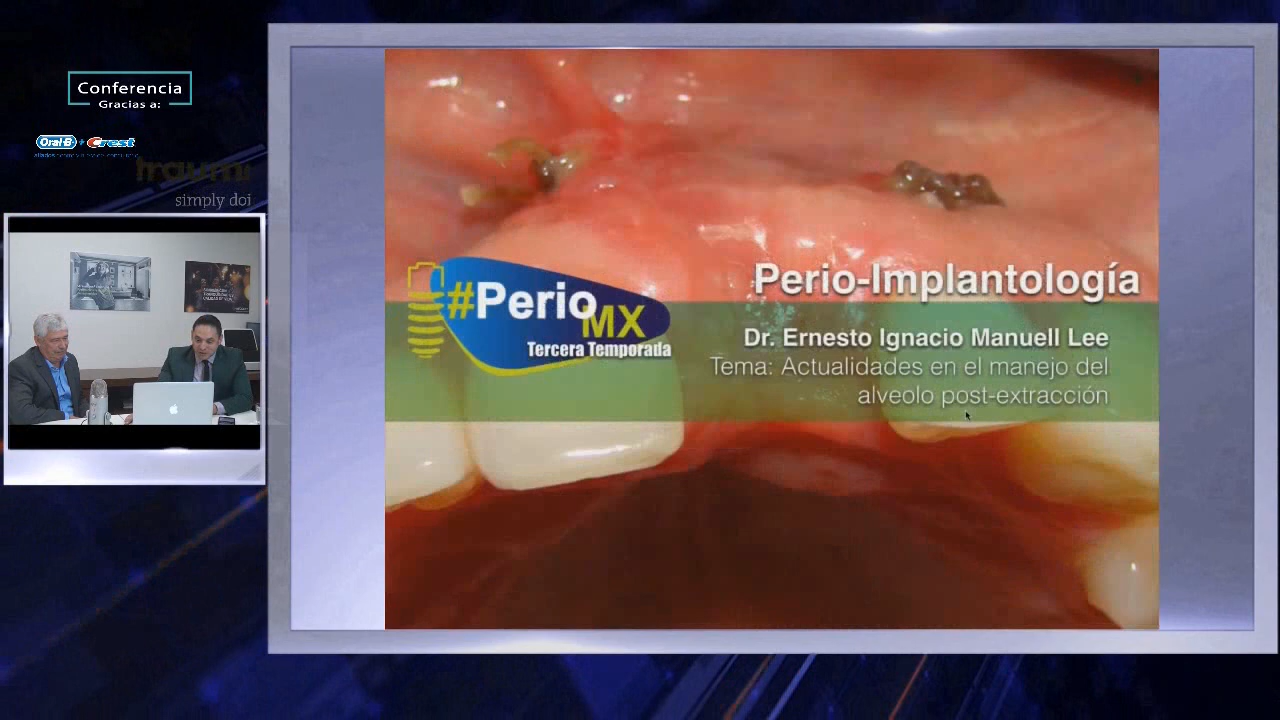 Conferencia
Gracias a:
Oral-B + Crest
simply doi
#Perio
MX
Tercera Temporada
Perio-Implantología
Dr. Ernesto Ignacio Manuell Lee
Tema: Actualidades en el manejo del
alveolo post-extracción